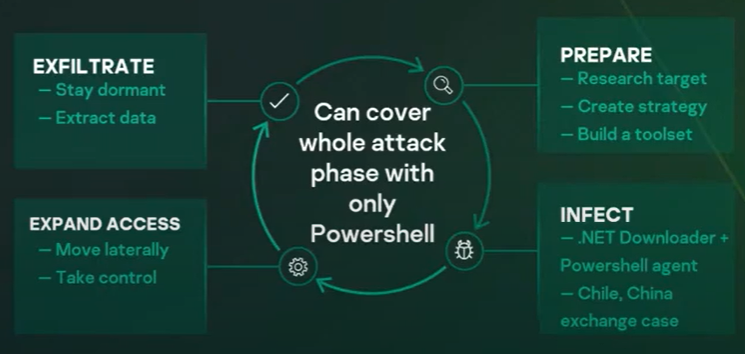 EXFILTRATE
– Stay dormant
– Extract data
EXPAND ACCESS
– Move laterally
– Take control
Can cover
whole attack
phase with
only
Powershell
PREPARE
– Research target
– Create strategy
– Build a toolset
INFECT
– .NET Downloader +
Powershell agent
– Chile, China
exchange case